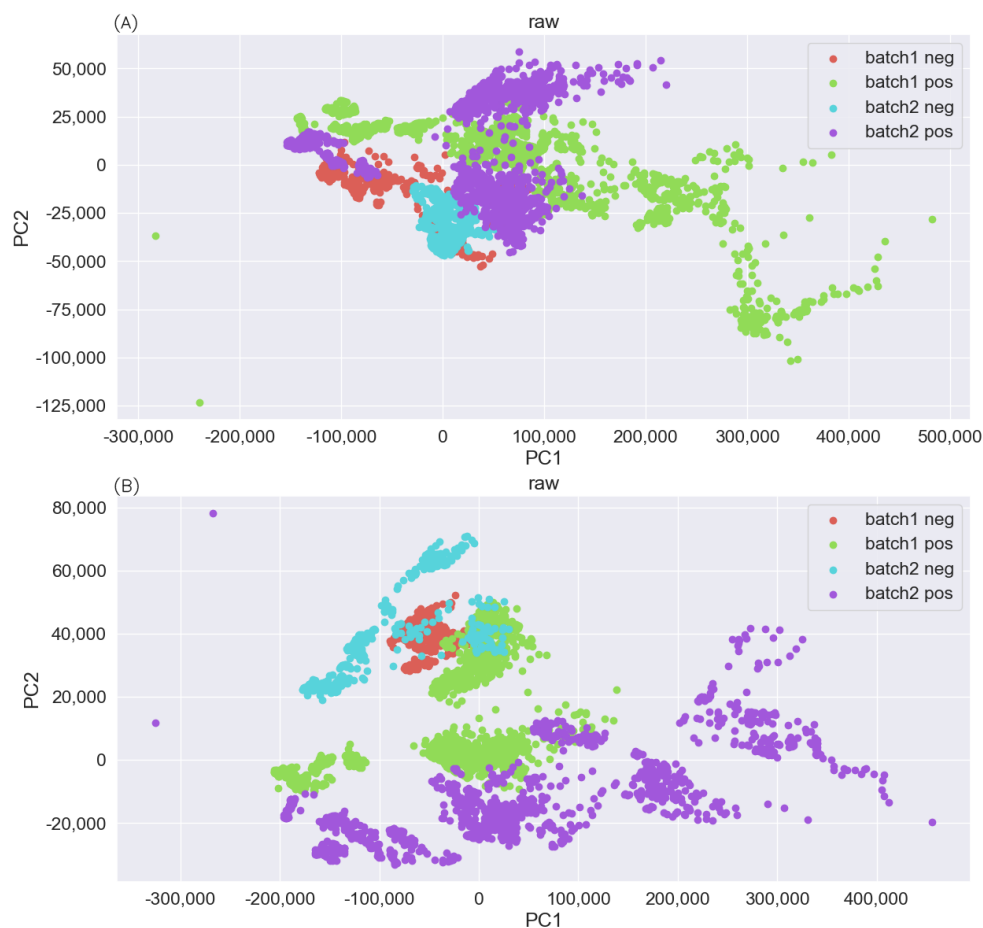 (A)
raw
50,000
25,000
0
-25,000
-50,000
-75,000
-100,000
-125,000
PC2
batch1 neg
batch1 pos
batch2 neg
batch2 pos
-300,000 -200,000 -100,000 0 100,000 200,000 300,000 400,000 500,000
PC1
(B)
raw
80,000
60,000
40,000
20,000
0
-20,000
PC2
batch1 neg
batch1 pos
batch2 neg
batch2 pos
-300,000 -200,000 -100,000 0 100,000 200,000 300,000 400,000
PC1